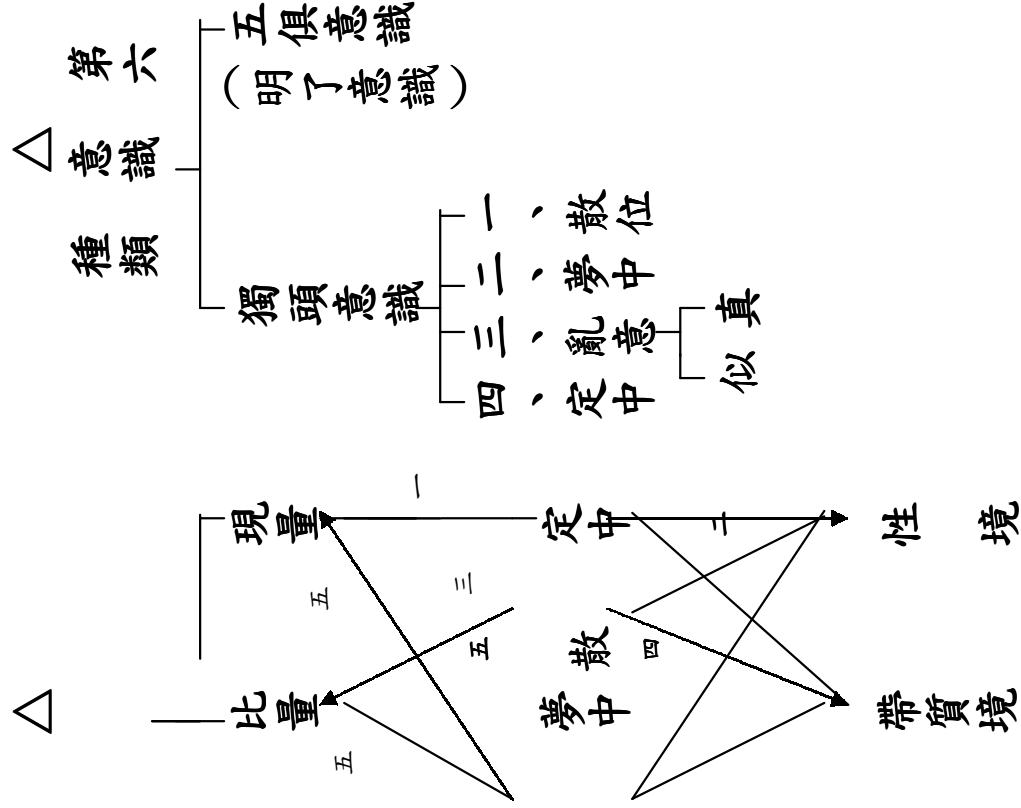 △ 第六意識種類
五俱意識
（明了意識）
獨頭意識
一、散位
二、夢中
三、亂意
四、定中
真
似
△
現量
比量
一
三
五
五
五
定中
散
夢中
二
四
性境
帶质境